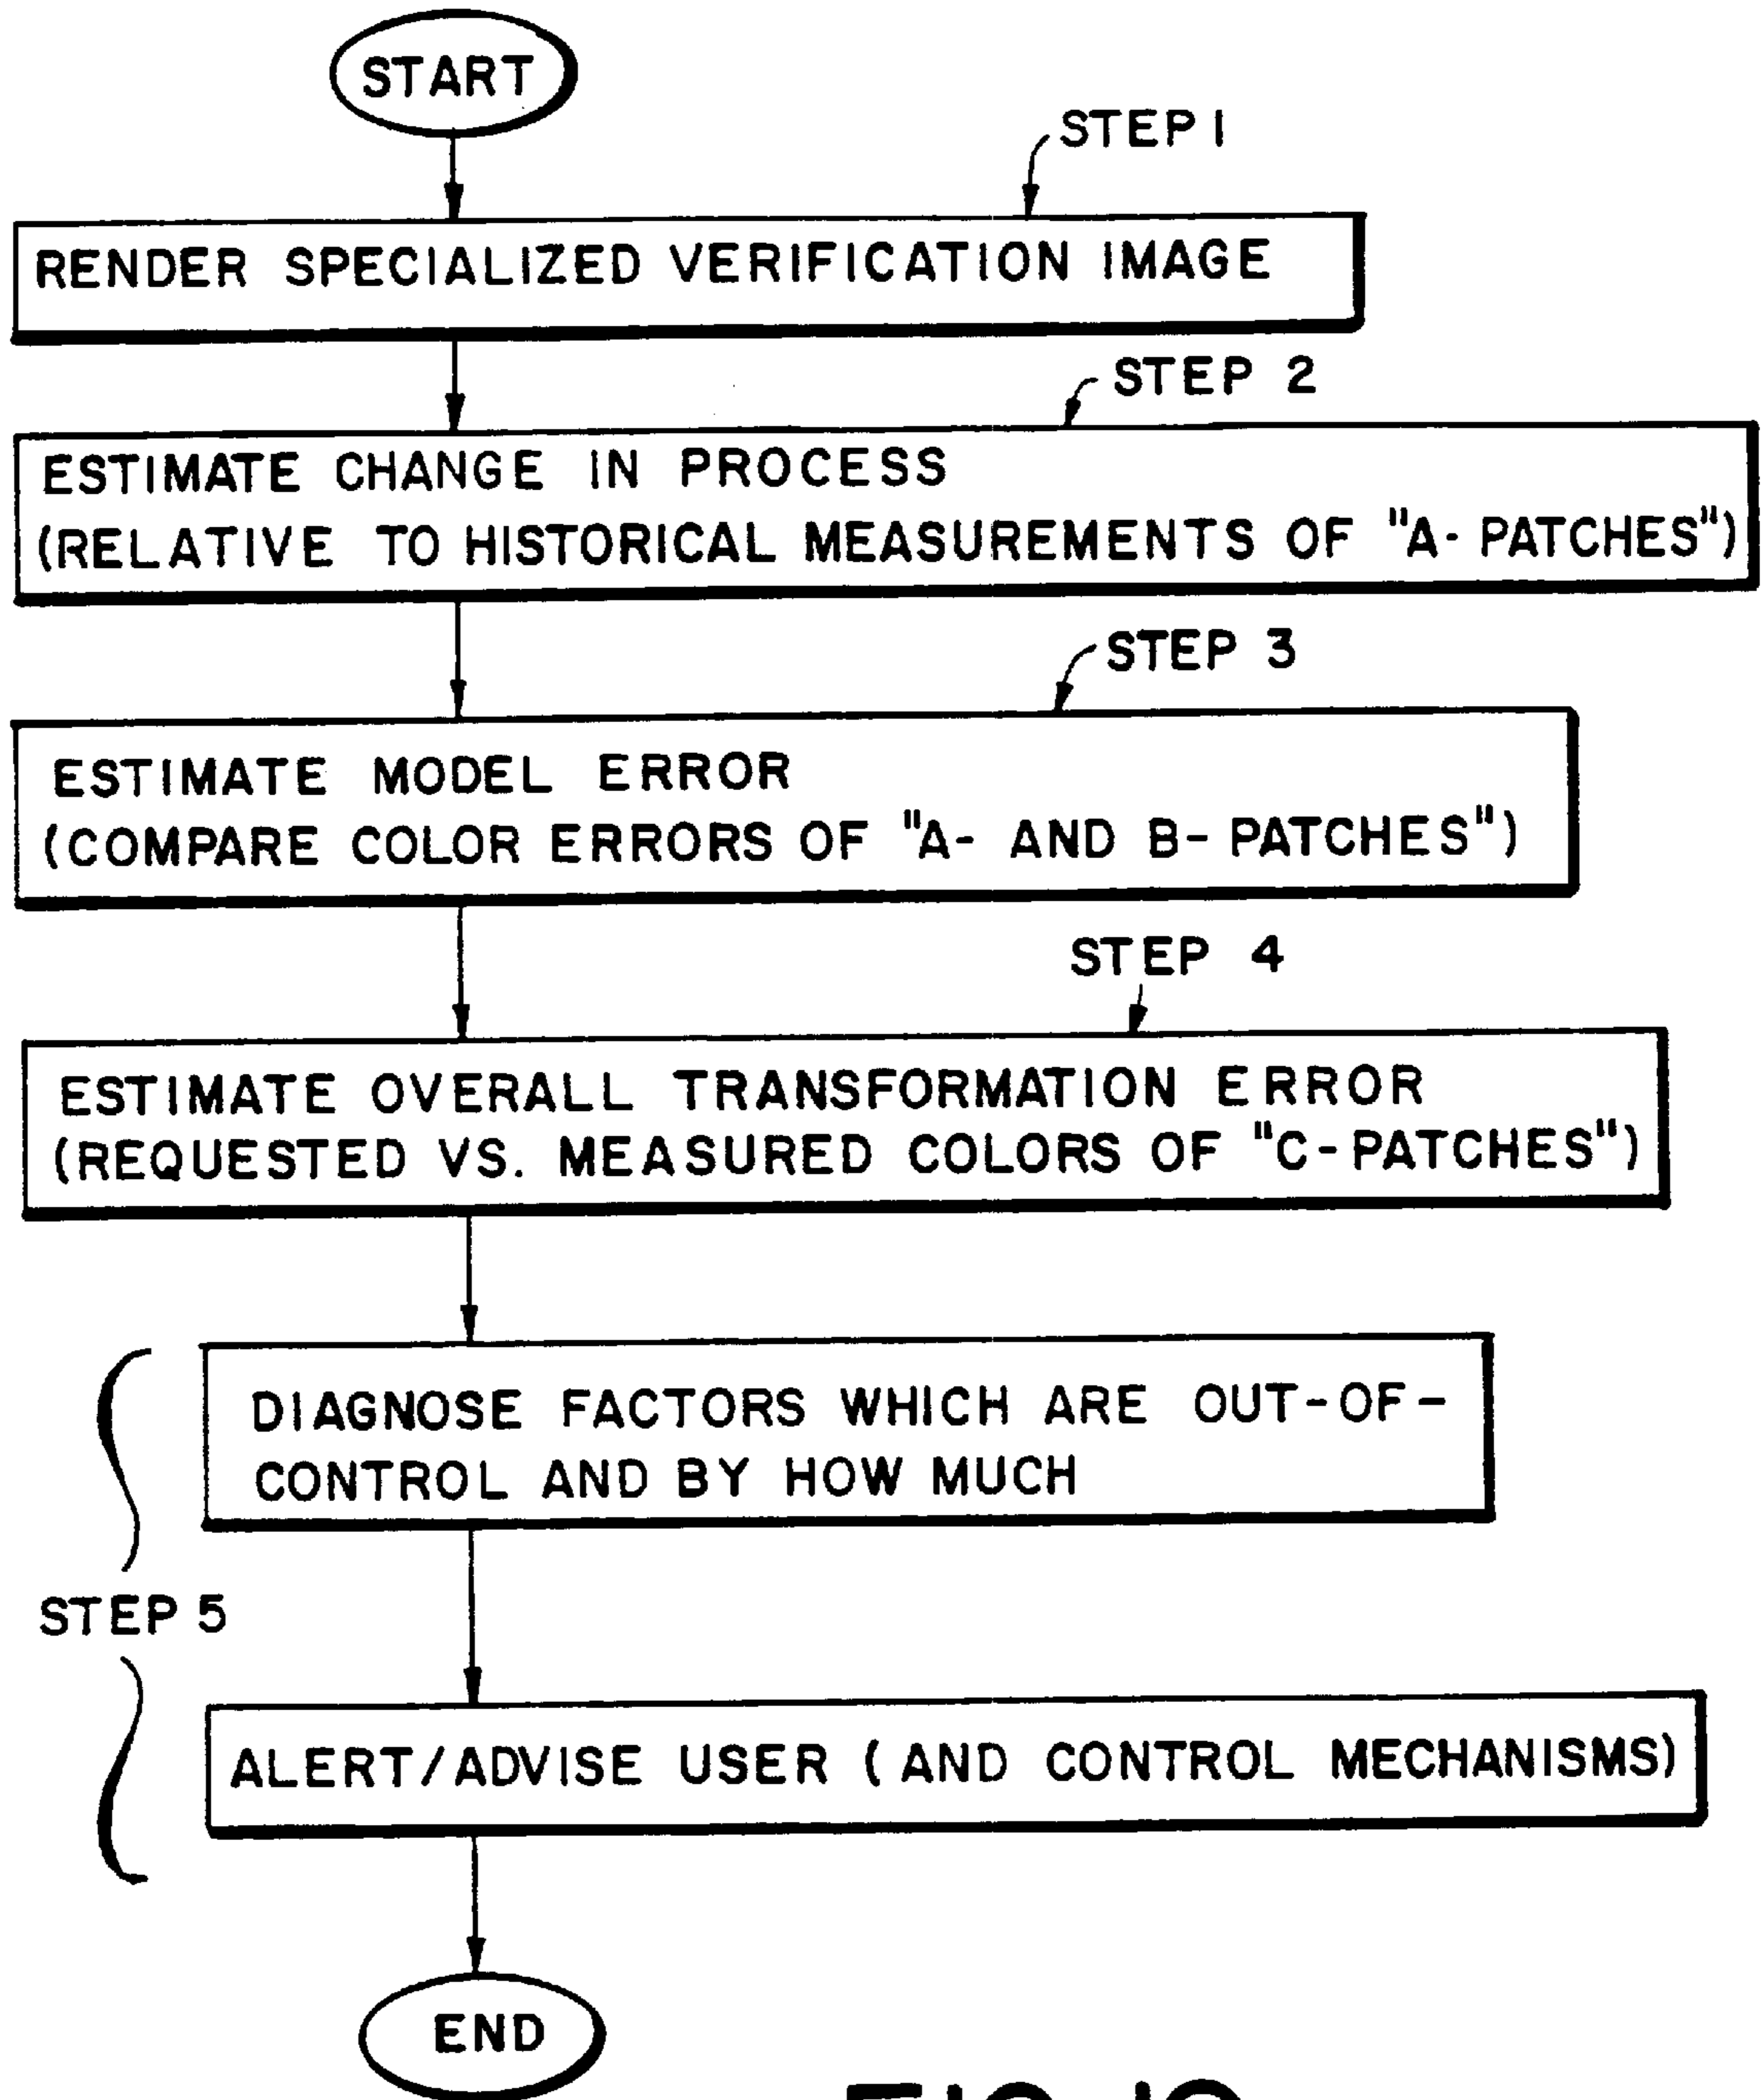 START
STEP 1
RENDER SPECIALIZED VERIFICATION IMAGE
STEP 2
ESTIMATE CHANGE IN PROCESS
(RELATIVE TO HISTORICAL MEASUREMENTS OF "A- PATCHES")
STEP 3
ESTIMATE MODEL ERROR
(COMPARE COLOR ERRORS OF "A- AND B- PATCHES")
STEP 4
ESTIMATE OVERALL TRANSFORMATION ERROR
(REQUESTED VS. MEASURED COLORS OF "C-PATCHES")
DIAGNOSE FACTORS WHICH ARE OUT-OF-
CONTROL AND BY HOW MUCH
STEP 5
ALERT/ADVISE USER (AND CONTROL MECHANISMS)
END